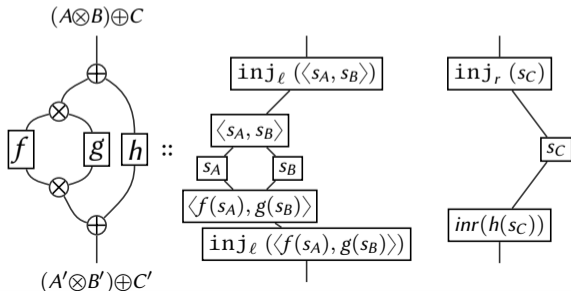 (A⊗B)⊕C
⊕
⊗
f g h ::
⊗
⊕
(A′⊗B′)⊕C′
inj_ℓ (⟨s_A, s_B⟩)
⟨s_A, s_B⟩
s_A s_B
⟨f(s_A), g(s_B)⟩
inj_ℓ (⟨f(s_A), g(s_B)⟩)
inj_r (s_C)
s_C
inr(h(s_C))